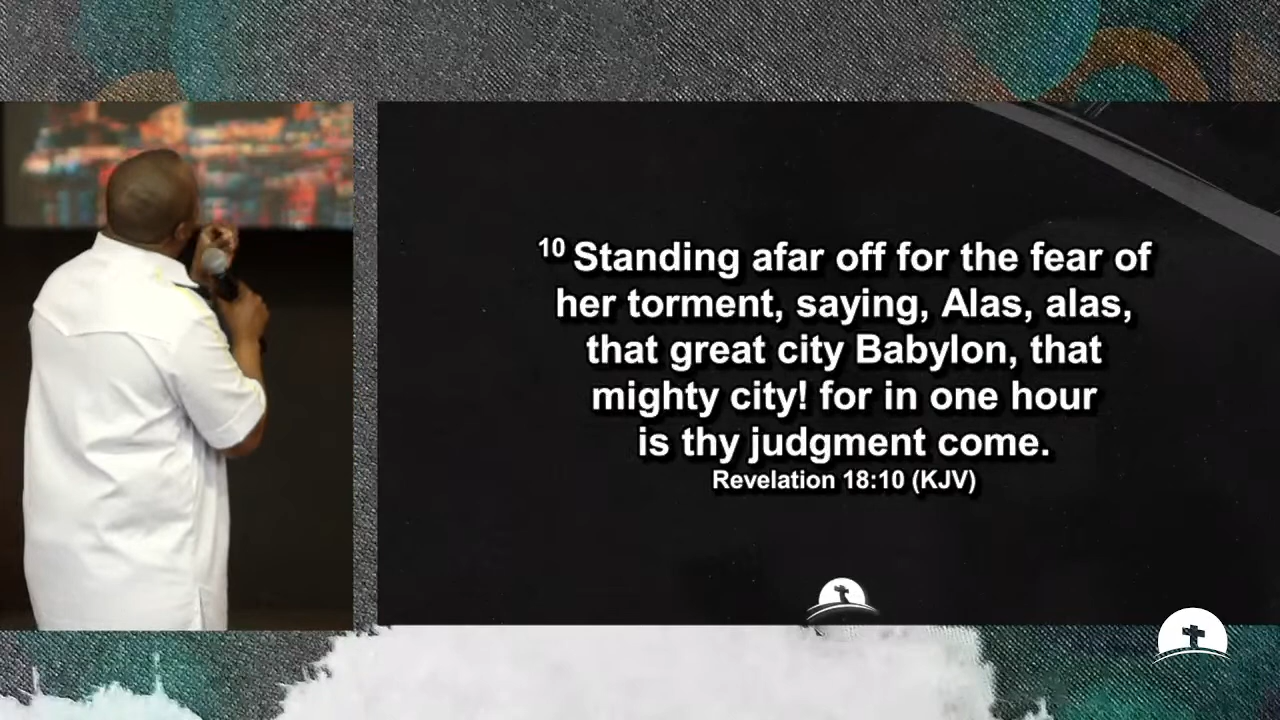 10 Standing afar off for the fear of
her torment, saying, Alas, alas,
that great city Babylon, that
mighty city! for in one hour
is thy judgment come.
Revelation 18:10 (KJV)